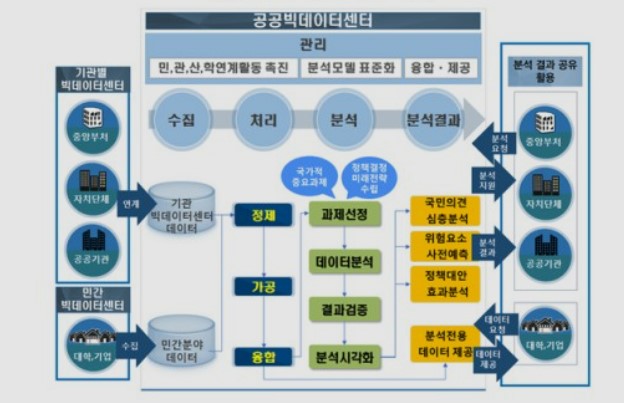 공공빅데이터센터
관리
민,관,산,학연계활동 촉진
분석모델 표준화
융합 · 제공
기관별
빅데이터센터
중앙부처
자치단체
공공기관
민간
빅데이터센터
대학,기업
연계
수집
수집
처리
분석
분석결과
기관
빅데이터센터
데이터
민간분야
데이터
정제
가공
융합
국가적
중요과제
정책결정
미래전략
수립
과제선정
데이터분석
결과검증
분석시각화
국민의견
심층분석
위험요소
사전예측
정책대안
효과분석
분석전용
데이터 제공
분석
요청
분석
지원
분석
결과
데이터
요청
데이터
제공
분석 결과 공유
활용
중앙부처
자치단체
공공기관
대학,기업